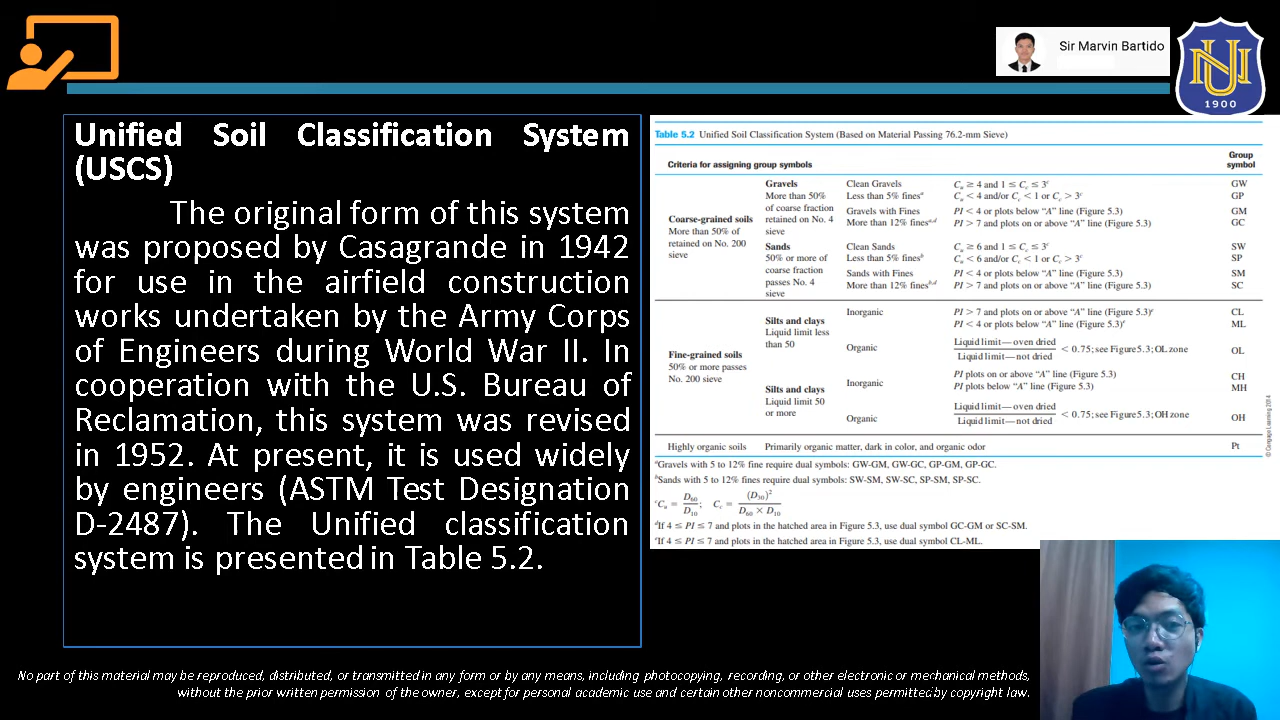 Sir Marvin Bartido
NU
1900
Unified Soil Classification System
(USCS)
The original form of this system
was proposed by Casagrande in 1942
for use in the airfield construction
works undertaken by the Army Corps
of Engineers during World War II. In
cooperation with the U.S. Bureau of
Reclamation, this system was revised
in 1952. At present, it is used widely
by engineers (ASTM Test Designation
D-2487). The Unified classification
system is presented in Table 5.2.
Table 5.2 Unified Soil Classification System (Based on Material Passing 76.2-mm Sieve)
Criteria for assigning group symbols
Group
symbol
Coarse-grained soils
More than 50% of
retained on No. 200
sieve
Gravels
More than 50%
of coarse fraction
retained on No. 4
sieve
Clean Gravels
Less than 5% finesᵃ
Cᵤ ≥ 4 and 1 ≤ C꜀ ≤ 3ᶜ GW
Cᵤ < 4 and/or C꜀ < 1 or C꜀ > 3ᶜ GP
Gravels with Fines
More than 12% finesᵃ,ᵈ
PI < 4 or plots below “A” line (Figure 5.3) GM
PI > 7 and plots on or above “A” line (Figure 5.3) GC
Sands
50% or more of
coarse fraction
passes No. 4
sieve
Clean Sands
Less than 5% finesᵇ
Cᵤ ≥ 6 and 1 ≤ C꜀ ≤ 3ᶜ SW
Cᵤ < 6 and/or C꜀ < 1 or C꜀ > 3ᶜ SP
Sands with Fines
More than 12% finesᵇ,ᵈ
PI < 4 or plots below “A” line (Figure 5.3) SM
PI > 7 and plots on or above “A” line (Figure 5.3) SC
Fine-grained soils
50% or more passes
No. 200 sieve
Silts and clays
Liquid limit less
than 50
Inorganic
PI > 7 and plots on or above “A” line (Figure 5.3)ᵉ CL
PI < 4 or plots below “A” line (Figure 5.3)ᵉ ML
Organic
Liquid limit—oven dried
Liquid limit—not dried
< 0.75; see Figure 5.3; OL zone OL
Silts and clays
Liquid limit 50
or more
Inorganic
PI plots on or above “A” line (Figure 5.3) CH
PI plots below “A” line (Figure 5.3) MH
Organic
Liquid limit—oven dried
Liquid limit—not dried
< 0.75; see Figure 5.3; OH zone OH
Highly organic soils Primarily organic matter, dark in color, and organic odor Pt
ᵃGravels with 5 to 12% fine require dual symbols: GW-GM, GW-GC, GP-GM, GP-GC.
ᵇSands with 5 to 12% fines require dual symbols: SW-SM, SW-SC, SP-SM, SP-SC.
ᶜCᵤ = D₆₀ / D₁₀; C꜀ = (D₃₀)² / D₆₀ × D₁₀
ᵈIf 4 ≤ PI ≤ 7 and plots in the hatched area in Figure 5.3, use dual symbol GC-GM or SC-SM.
ᵉIf 4 ≤ PI ≤ 7 and plots in the hatched area in Figure 5.3, use dual symbol CL-ML.
© Cengage Learning 2014
No part of this material may be reproduced, distributed, or transmitted in any form or by any means, including photocopying, recording, or other electronic or mechanical methods,
without the prior written permission of the owner, except for personal academic use and certain other noncommercial uses permitted by copyright law.